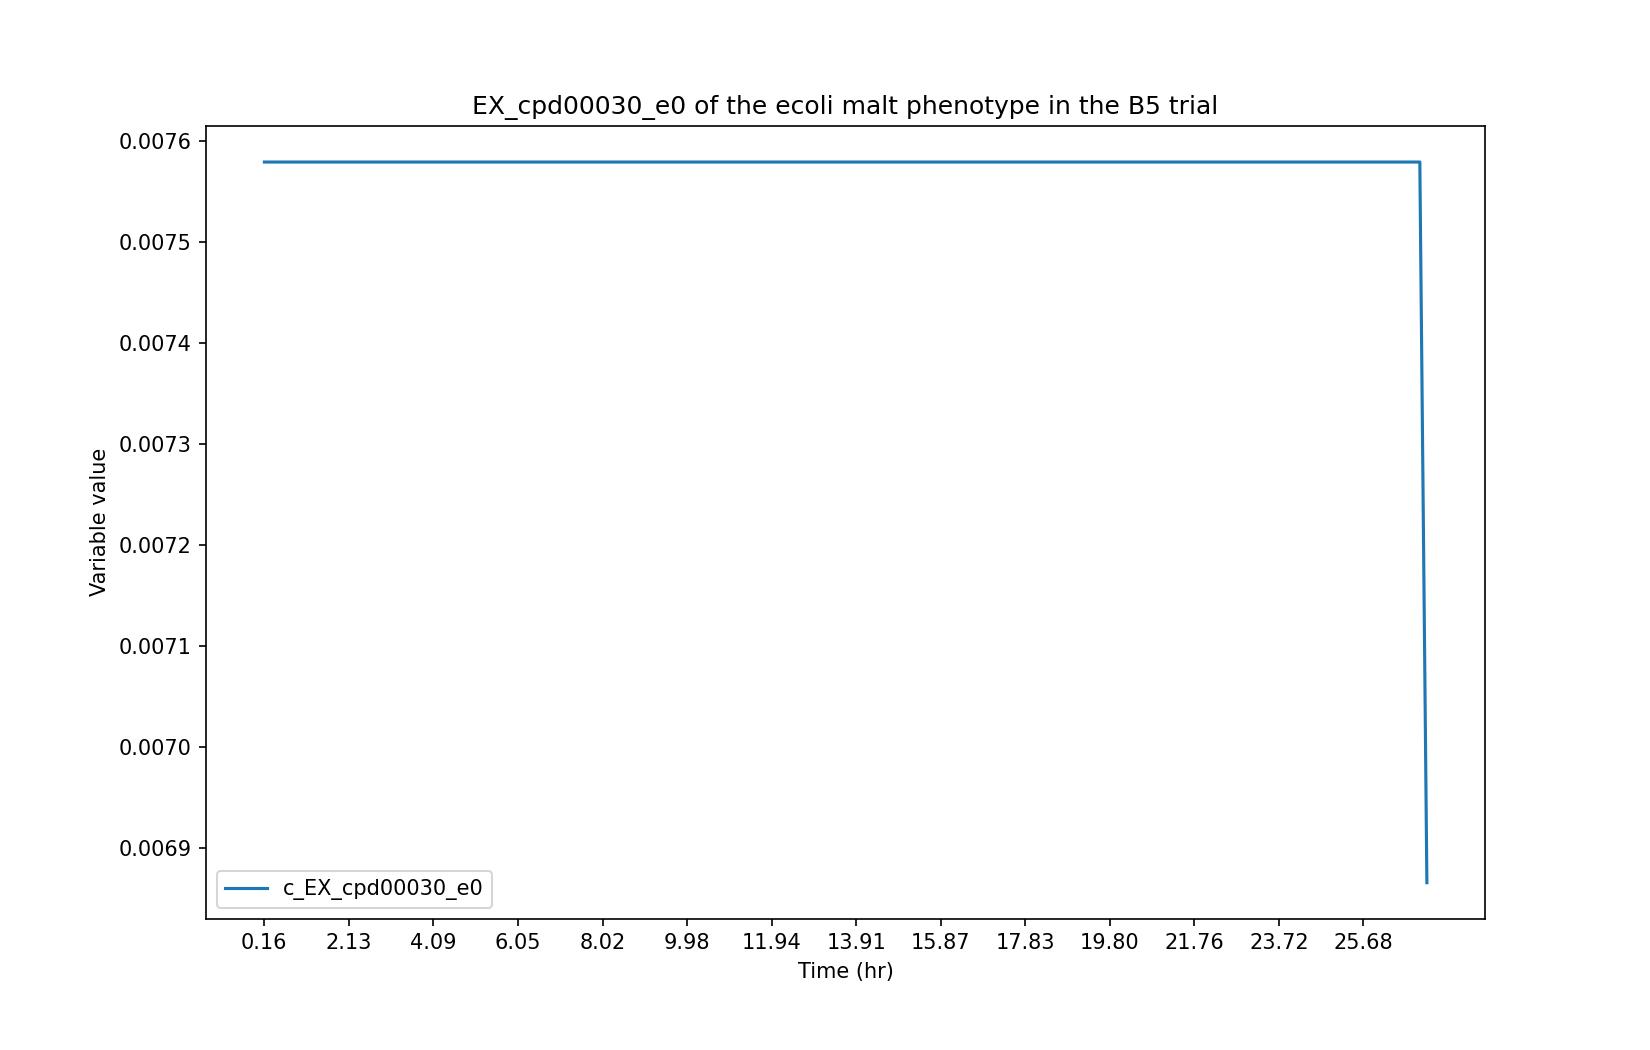 EX_cpd00030_e0 of the ecoli malt phenotype in the B5 trial
0.0076
0.0075
0.0074
0.0073
0.0072
0.0071
0.0070
0.0069
Variable value
c_EX_cpd00030_e0
0.16 2.13 4.09 6.05 8.02 9.98 11.94 13.91 15.87 17.83 19.80 21.76 23.72 25.68
Time (hr)